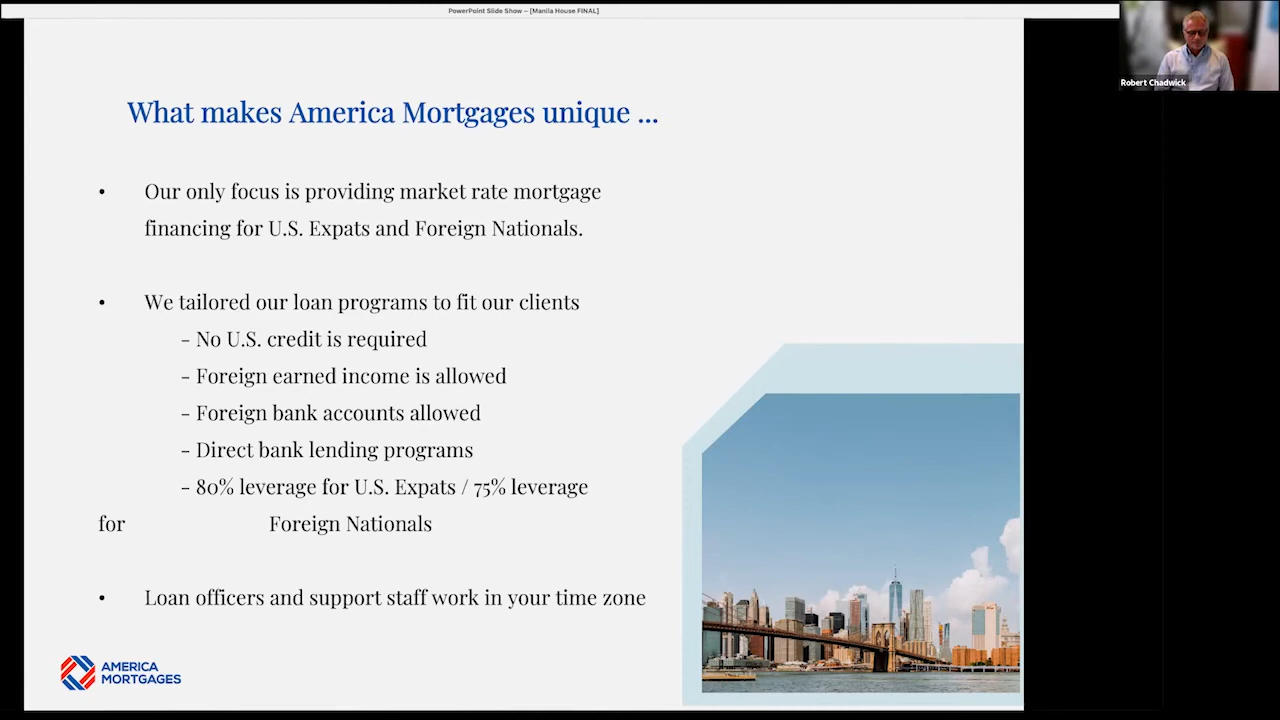 PowerPoint Slide Show – [Manila House FINAL]
Robert Chadwick
What makes America Mortgages unique ...
• Our only focus is providing market rate mortgage
financing for U.S. Expats and Foreign Nationals.
• We tailored our loan programs to fit our clients
- No U.S. credit is required
- Foreign earned income is allowed
- Foreign bank accounts allowed
- Direct bank lending programs
- 80% leverage for U.S. Expats / 75% leverage
for Foreign Nationals
• Loan officers and support staff work in your time zone
AMERICA
MORTGAGES